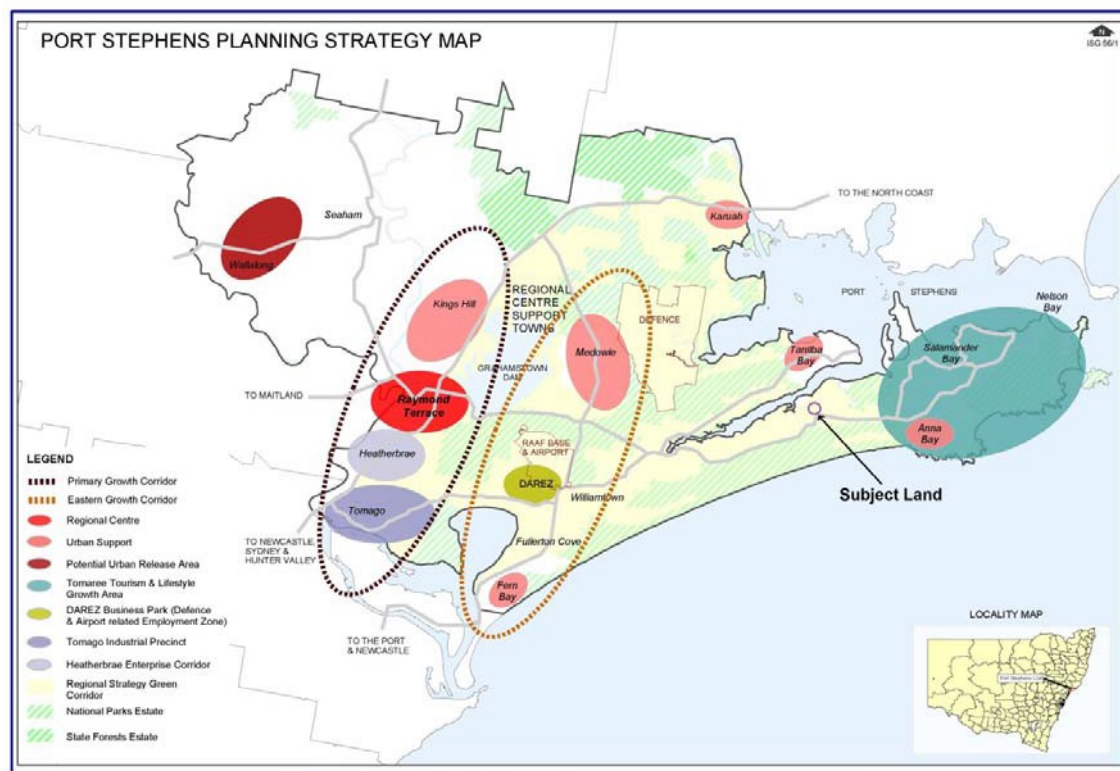 PORT STEPHENS PLANNING STRATEGY MAP
N
ISG 56/1
TO THE NORTH COAST
Karuah
Seaham
Wallalong
PORT STEPHENS
Nelson
Bay
Kings Hill
REGIONAL
CENTRE
SUPPORT
TOWNS
DEFENCE
Medowie
Tanilba
Bay
Salamander
Bay
GRAHAMSTOWN
DAM
TO MAITLAND
Raymond
Terrace
Anna
Bay
RAAF BASE
& AIRPORT
Heatherbrae
DAREZ
Williamtown
Subject Land
Tomago
TO NEWCASTLE,
SYDNEY &
HUNTER VALLEY
Fullerton Cove
Fern
Bay
TO THE PORT
& NEWCASTLE
LEGEND
Primary Growth Corridor
Eastern Growth Corridor
Regional Centre
Urban Support
Potential Urban Release Area
Tomaree Tourism & Lifestyle
Growth Area
DAREZ Business Park (Defence
& Airport related Employment Zone)
Tomago Industrial Precinct
Heatherbrae Enterprise Corridor
Regional Strategy Green
Corridor
National Parks Estate
State Forests Estate
LOCALITY MAP